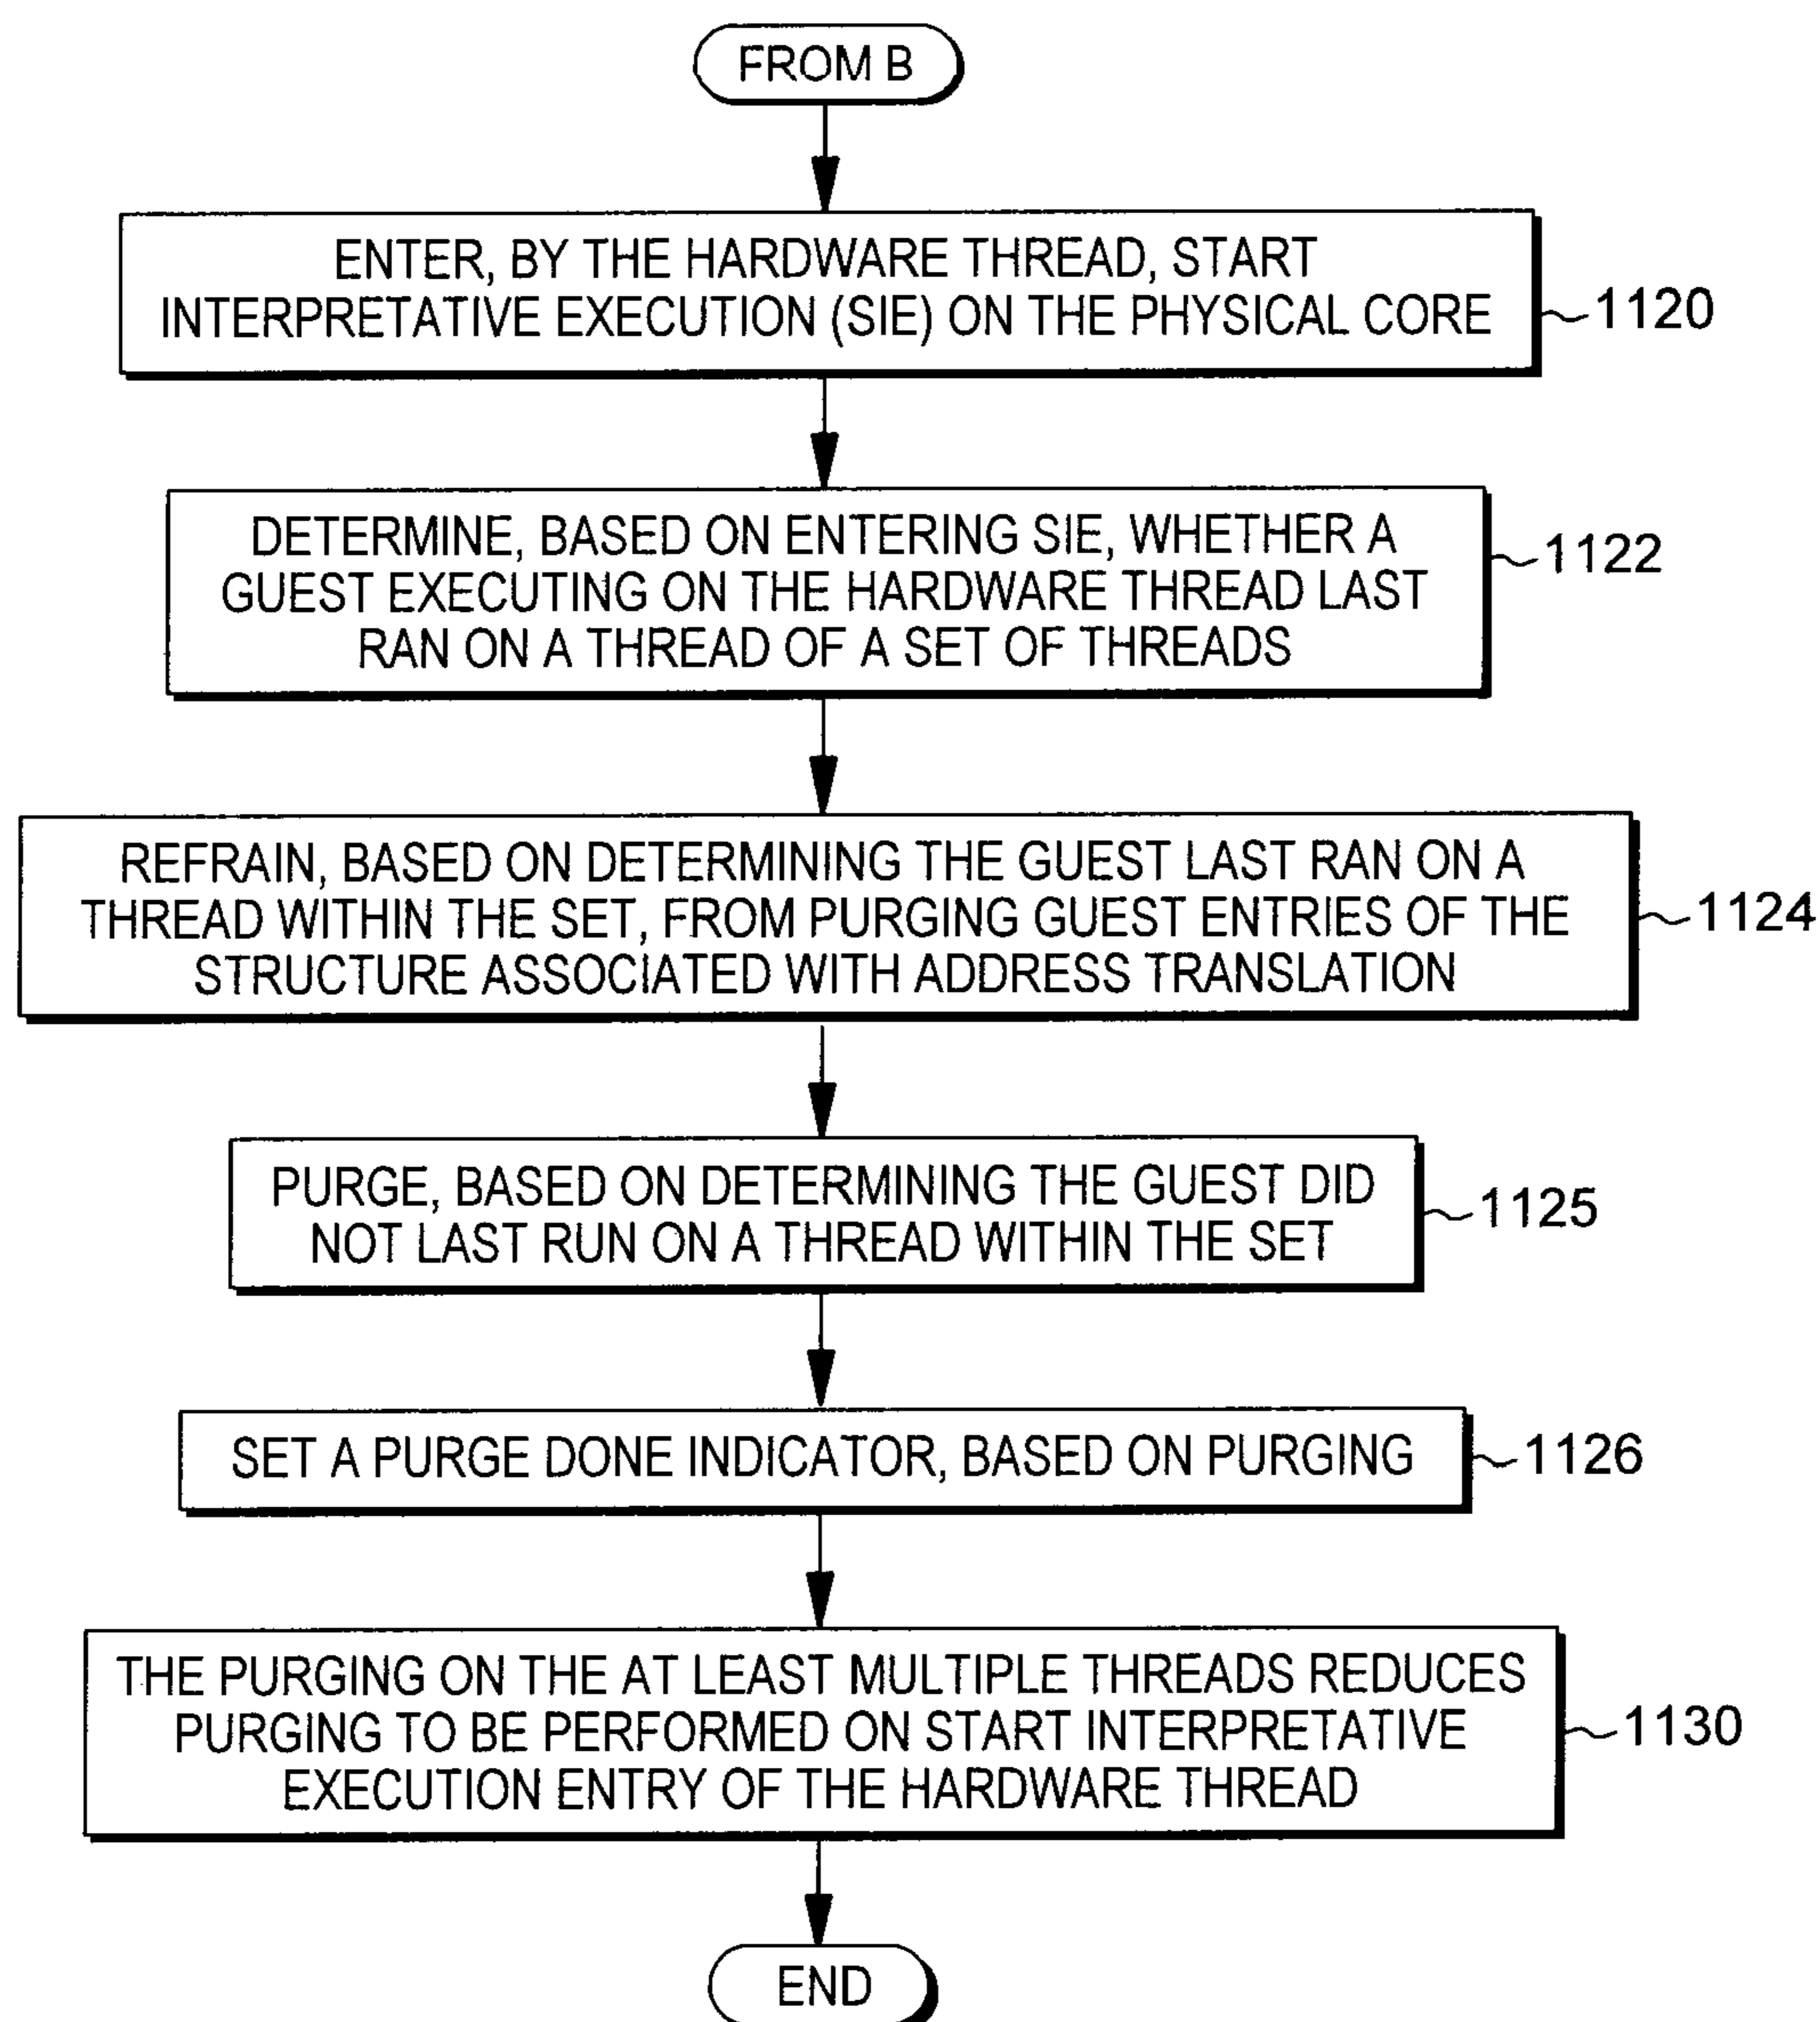 FROM B
ENTER, BY THE HARDWARE THREAD, START
INTERPRETATIVE EXECUTION (SIE) ON THE PHYSICAL CORE
1120
DETERMINE, BASED ON ENTERING SIE, WHETHER A
GUEST EXECUTING ON THE HARDWARE THREAD LAST
RAN ON A THREAD OF A SET OF THREADS
1122
REFRAIN, BASED ON DETERMINING THE GUEST LAST RAN ON A
THREAD WITHIN THE SET, FROM PURGING GUEST ENTRIES OF THE
STRUCTURE ASSOCIATED WITH ADDRESS TRANSLATION
1124
PURGE, BASED ON DETERMINING THE GUEST DID
NOT LAST RUN ON A THREAD WITHIN THE SET
1125
SET A PURGE DONE INDICATOR, BASED ON PURGING
1126
THE PURGING ON THE AT LEAST MULTIPLE THREADS REDUCES
PURGING TO BE PERFORMED ON START INTERPRETATIVE
EXECUTION ENTRY OF THE HARDWARE THREAD
1130
END